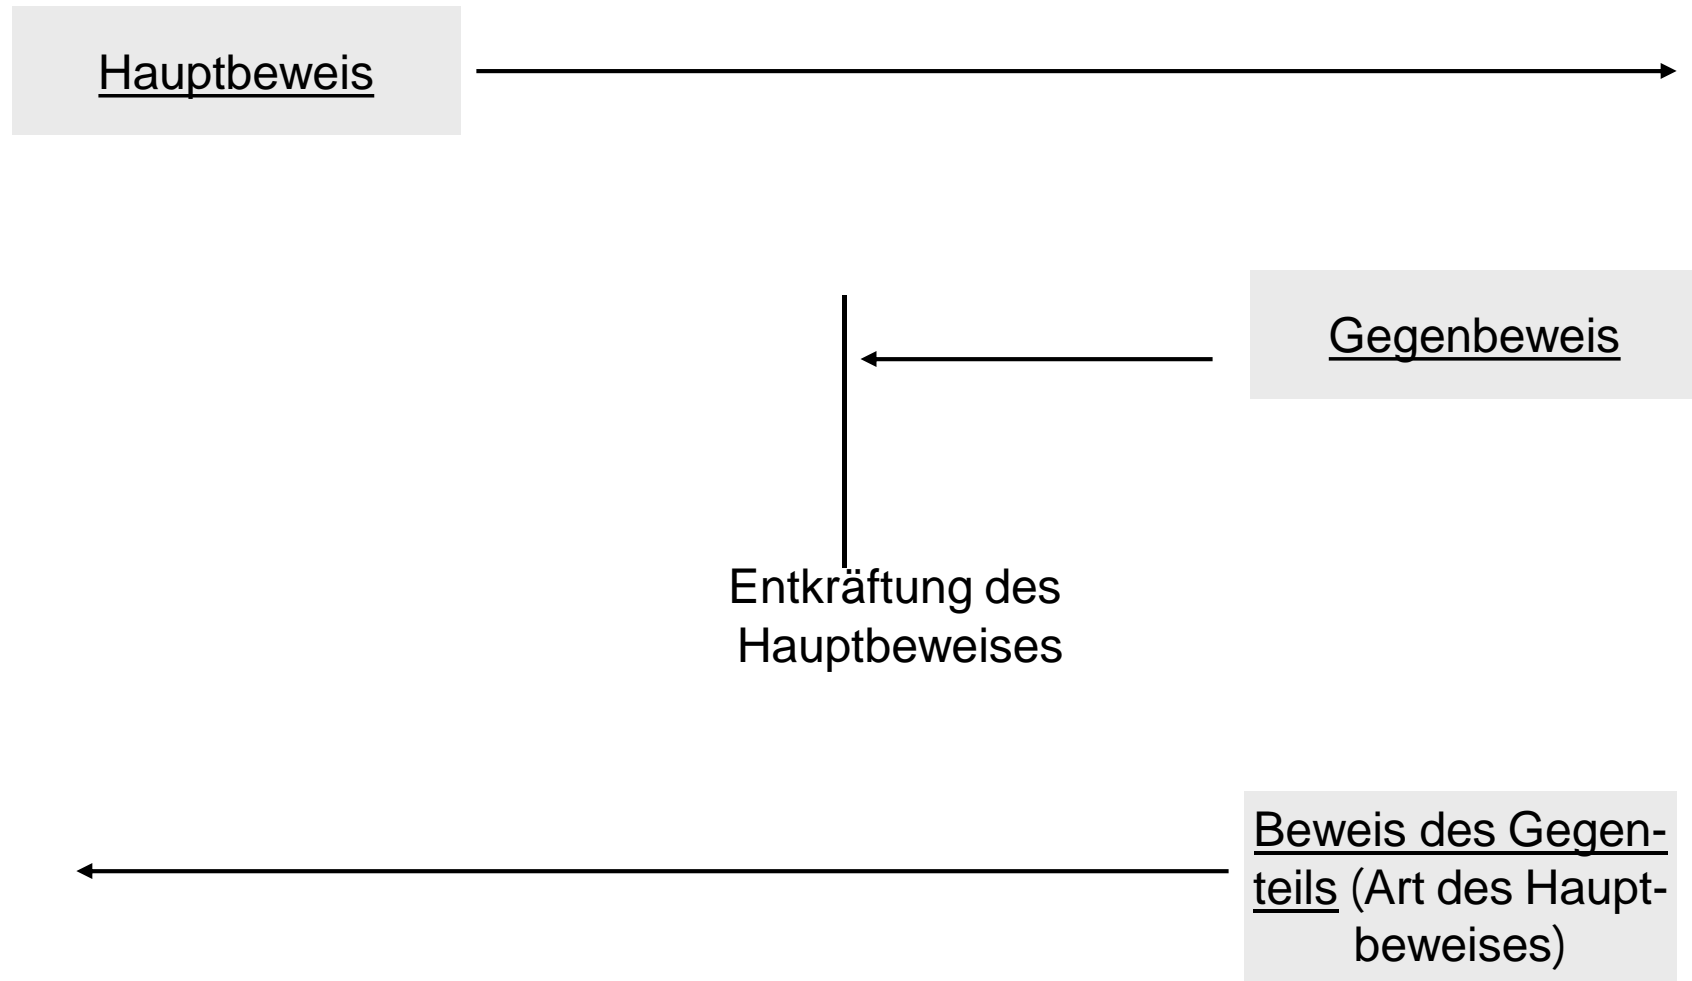 Hauptbeweis
Gegenbeweis
Entkräftung des
Hauptbeweises
Beweis des Gegen-
teils (Art des Haupt-
beweises)